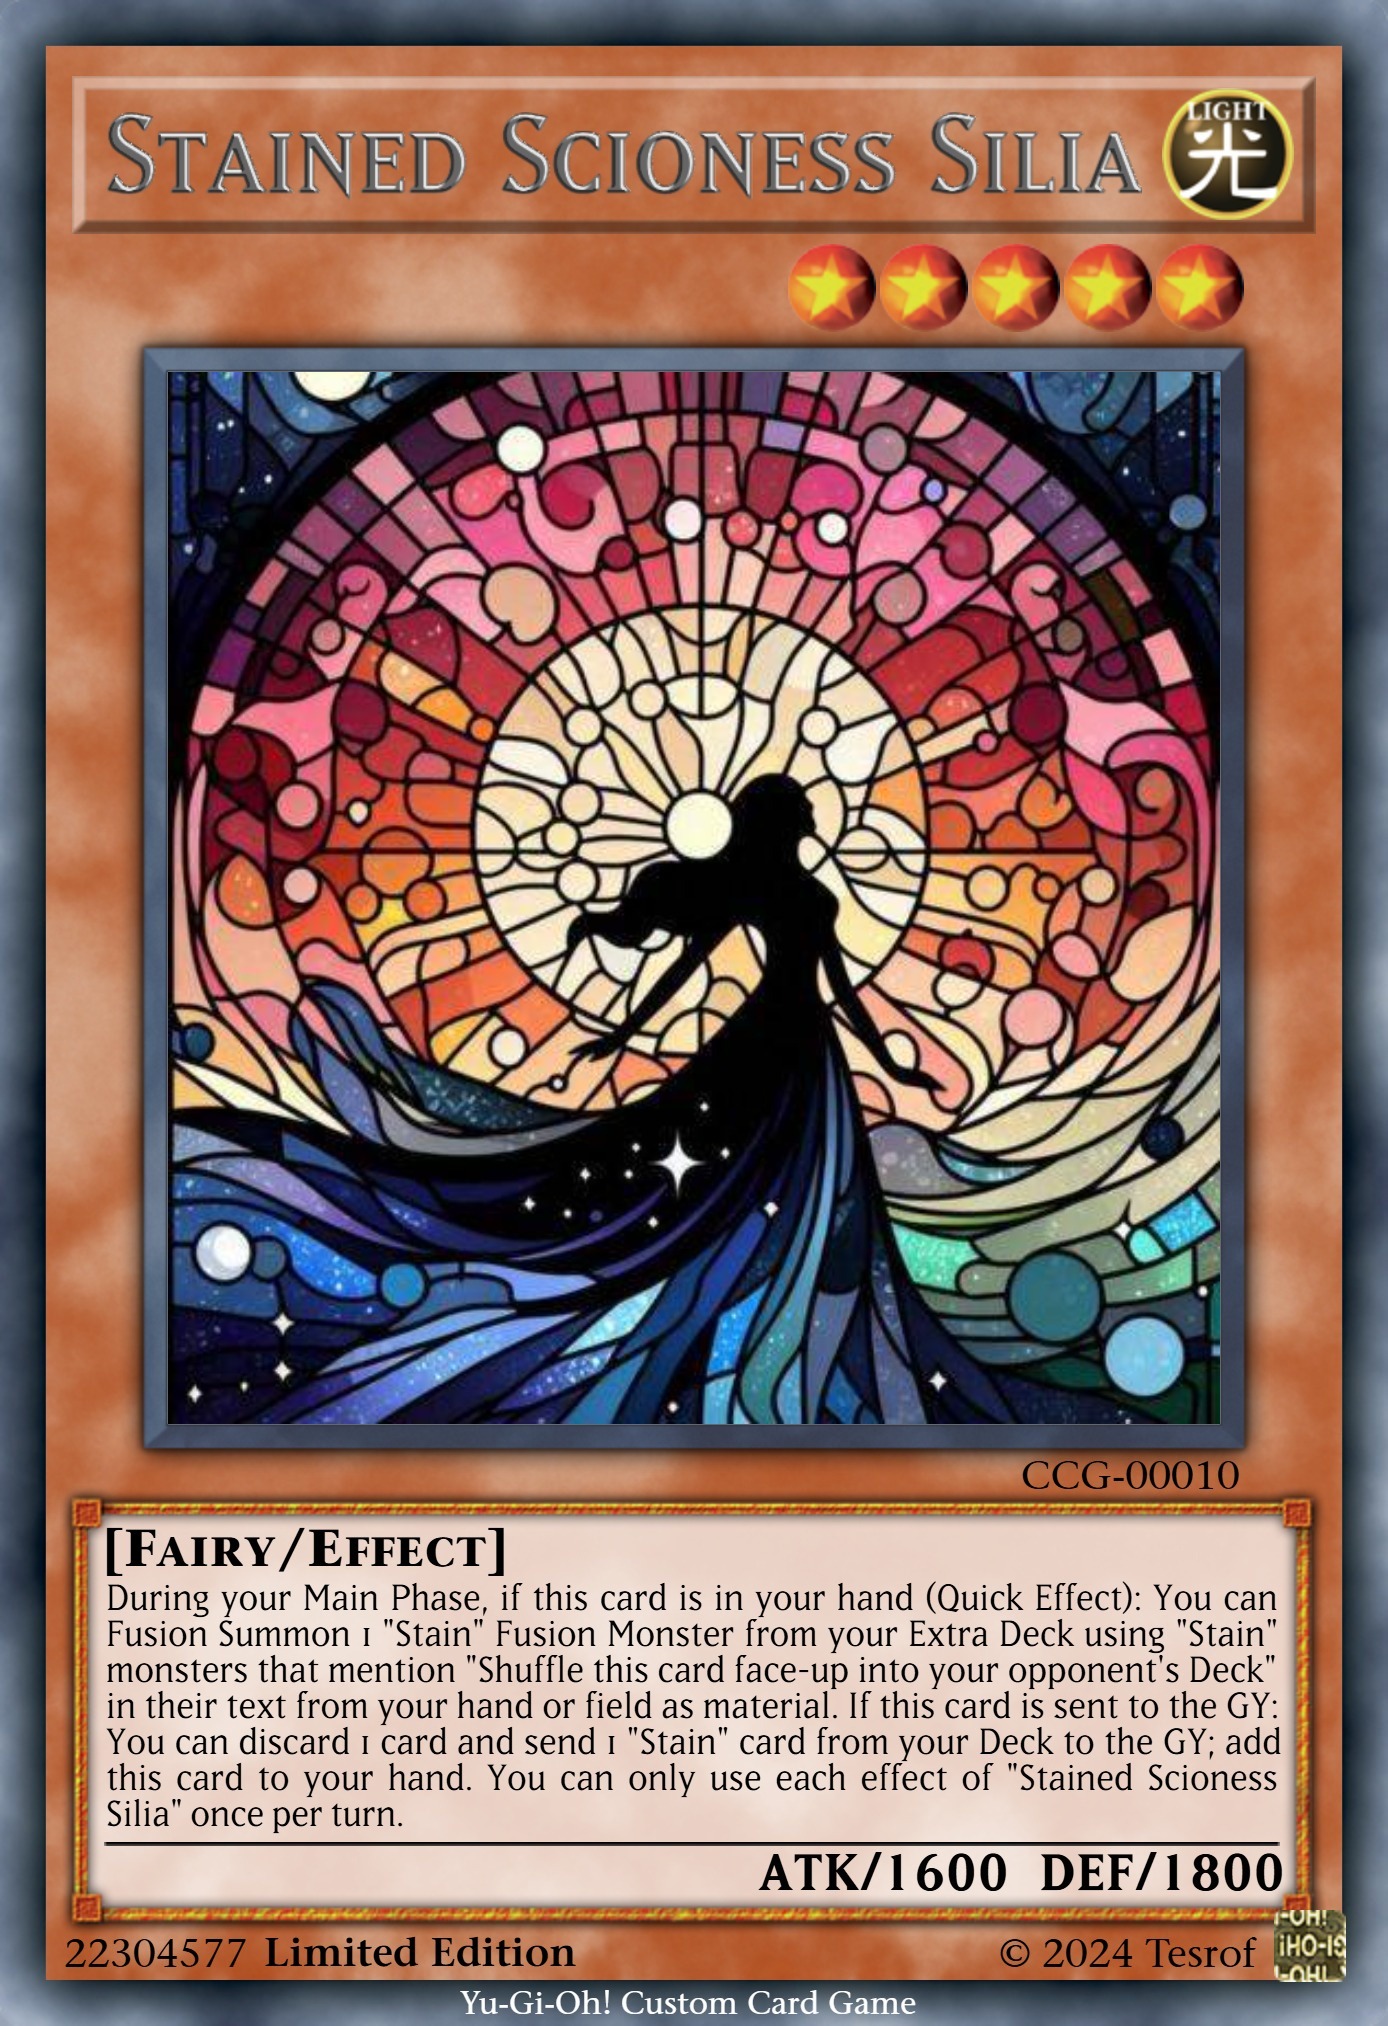 Stained Scioness Silia
LIGHT
光
CCG-00010
[Fairy/Effect]
During your Main Phase, if this card is in your hand (Quick Effect): You can
Fusion Summon 1 "Stain" Fusion Monster from your Extra Deck using "Stain"
monsters that mention "Shuffle this card face-up into your opponent's Deck"
in their text from your hand or field as material. If this card is sent to the GY:
You can discard 1 card and send 1 "Stain" card from your Deck to the GY; add
this card to your hand. You can only use each effect of "Stained Scioness
Silia" once per turn.
ATK/1600 DEF/1800
22304577 Limited Edition
© 2024 Tesrof
Yu-Gi-Oh! Custom Card Game